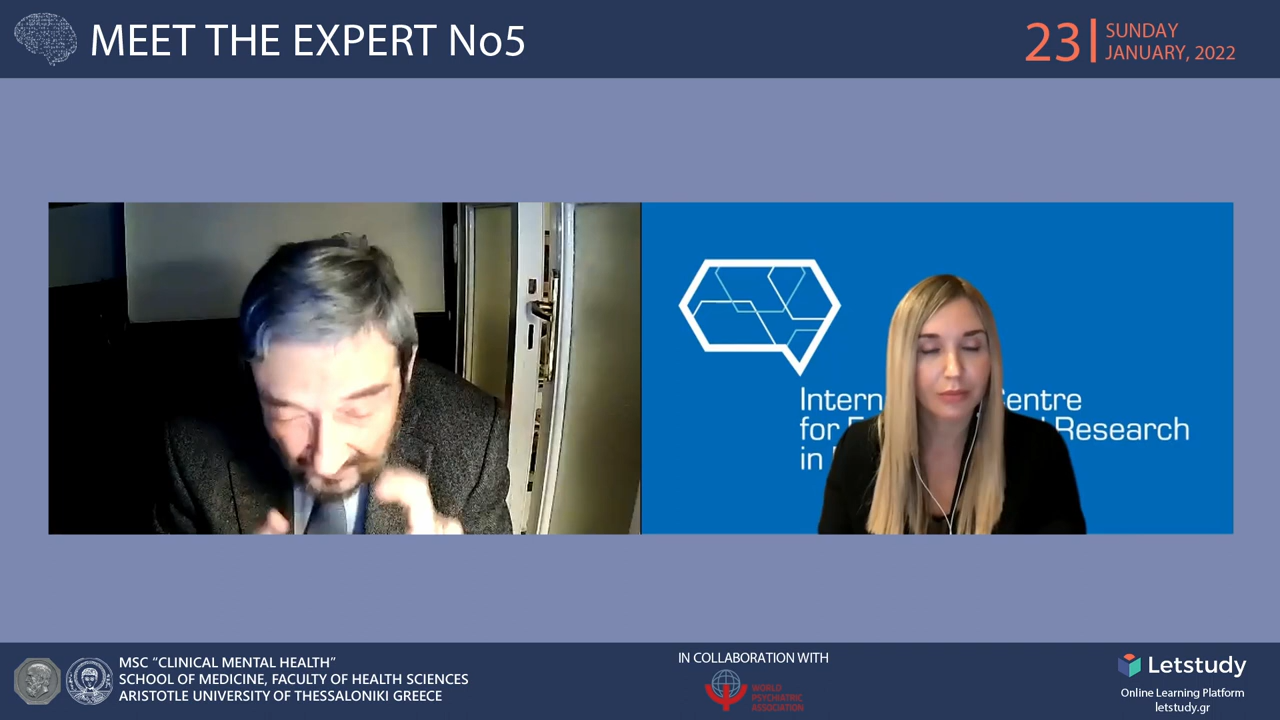 MEET THE EXPERT No5
23
SUNDAY
JANUARY, 2022
Intern entre
for Research
in
MSC “CLINICAL MENTAL HEALTH”
SCHOOL OF MEDICINE, FACULTY OF HEALTH SCIENCES
ARISTOTLE UNIVERSITY OF THESSALONIKI GREECE
IN COLLABORATION WITH
WORLD
PSYCHIATRIC
ASSOCIATION
Letstudy
Online Learning Platform
letstudy.gr